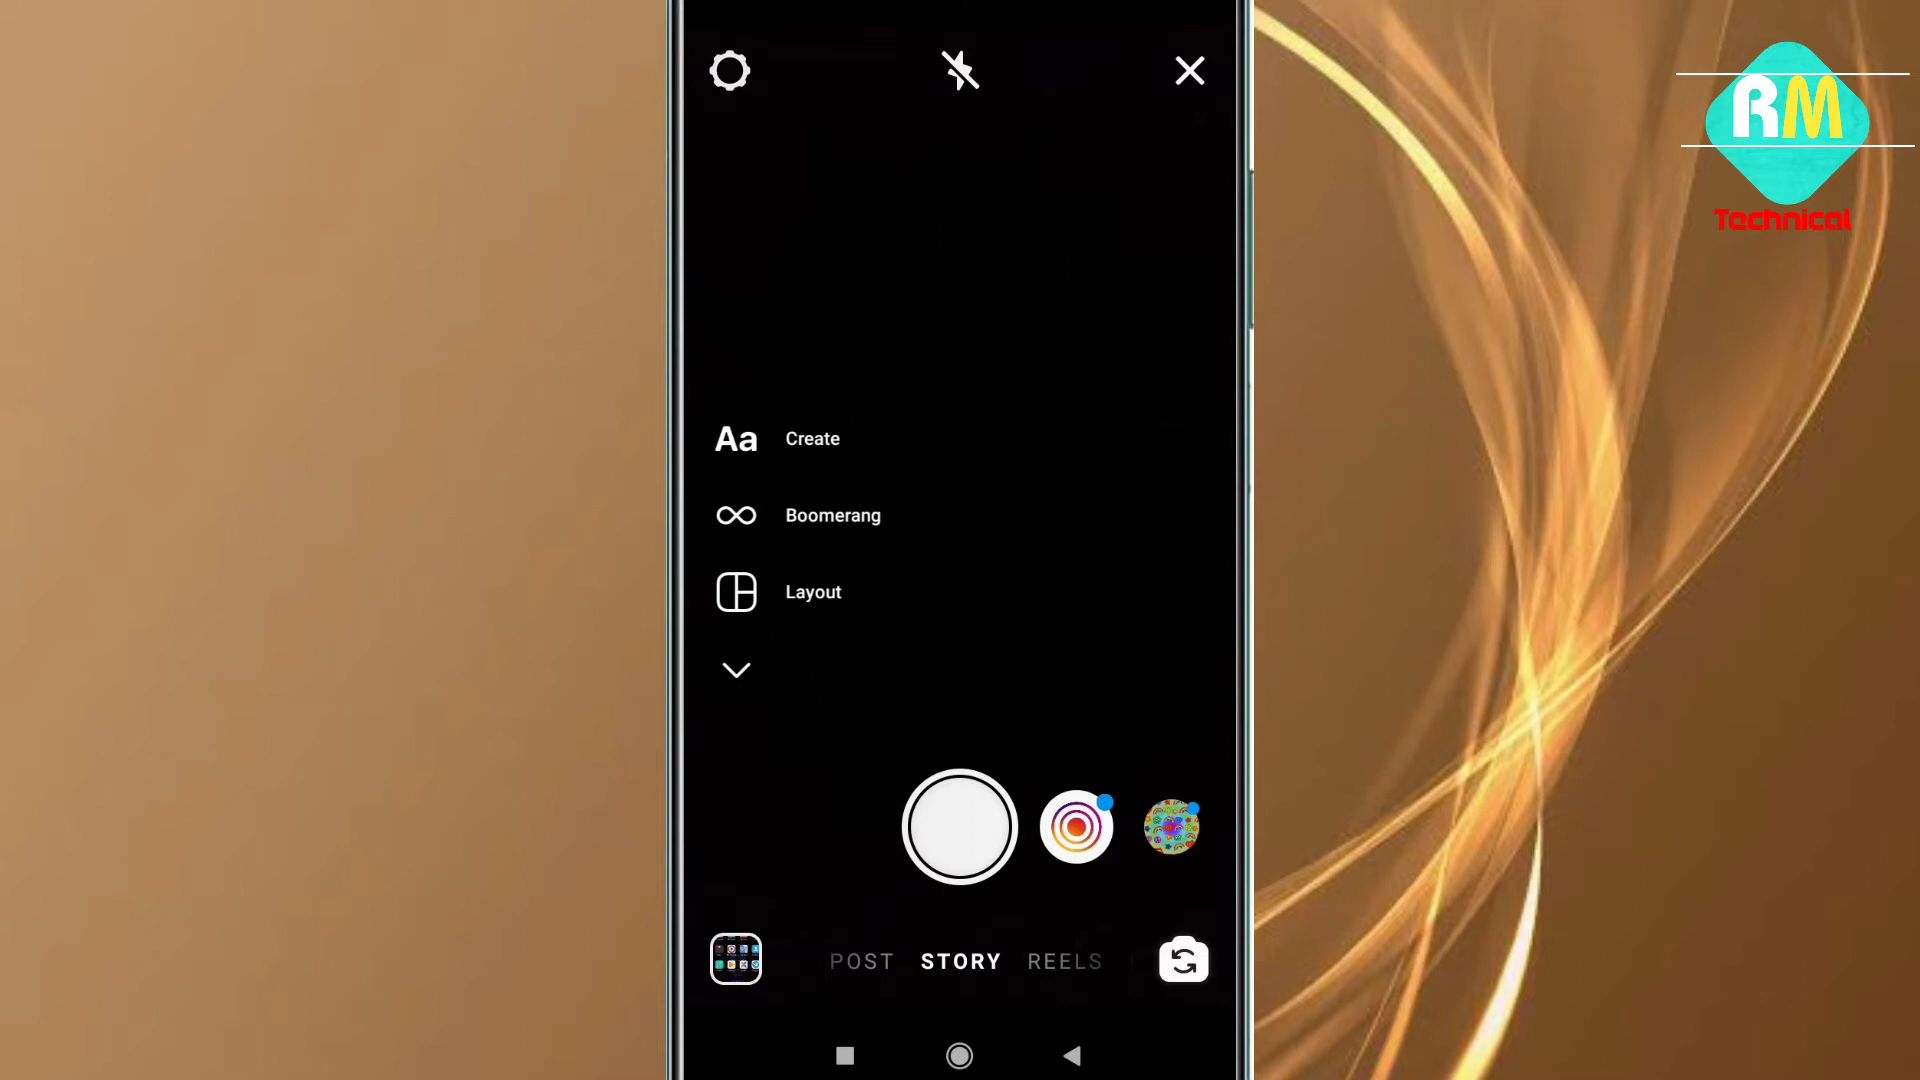 RM
Technical
Aa Create
Boomerang
Layout
POST STORY REELS